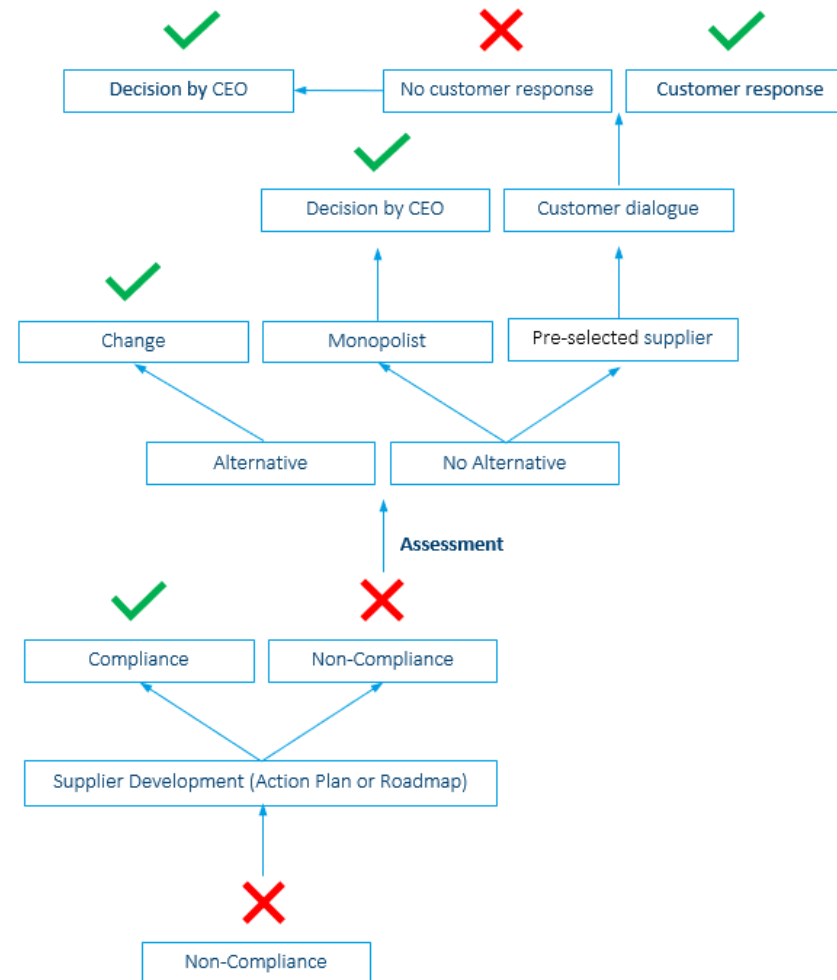 Decision by CEO
No customer response
Customer response
Decision by CEO
Customer dialogue
Change
Monopolist
Pre-selected supplier
Alternative
No Alternative
Assessment
Compliance
Non-Compliance
Supplier Development (Action Plan or Roadmap)
Non-Compliance